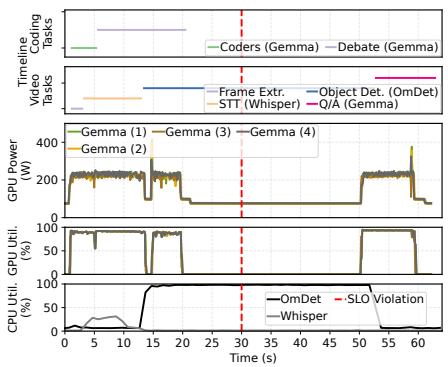 Timeline
Coding
Tasks
Coders (Gemma)
Debate (Gemma)
Video
Tasks
Frame Extr.
Object Det. (OmDet)
STT (Whisper)
Q/A (Gemma)
GPU Power
(W)
400
200
0
Gemma (1)
Gemma (3)
Gemma (4)
Gemma (2)
GPU Util.
(%)
100
50
0
CPU Util.
(%)
100
50
0
OmDet
SLO Violation
Whisper
0 5 10 15 20 25 30 35 40 45 50 55 60
Time (s)